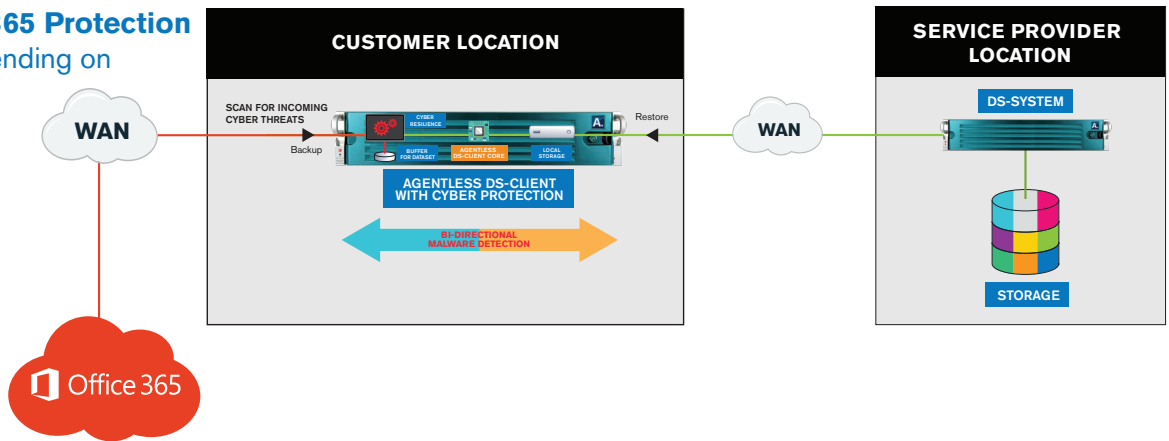 365 Protection
ending on
CUSTOMER LOCATION
SERVICE PROVIDER
LOCATION
WAN
SCAN FOR INCOMING
CYBER THREATS
Backup
CYBER
RESILIENCE
BUFFER
FOR DATASET
AGENTLESS
DS-CLIENT CORE
LOCAL
STORAGE
A.
Restore
AGENTLESS DS-CLIENT
WITH CYBER PROTECTION
BI-DIRECTIONAL
MALWARE DETECTION
WAN
DS-SYSTEM
A.
STORAGE
Office 365